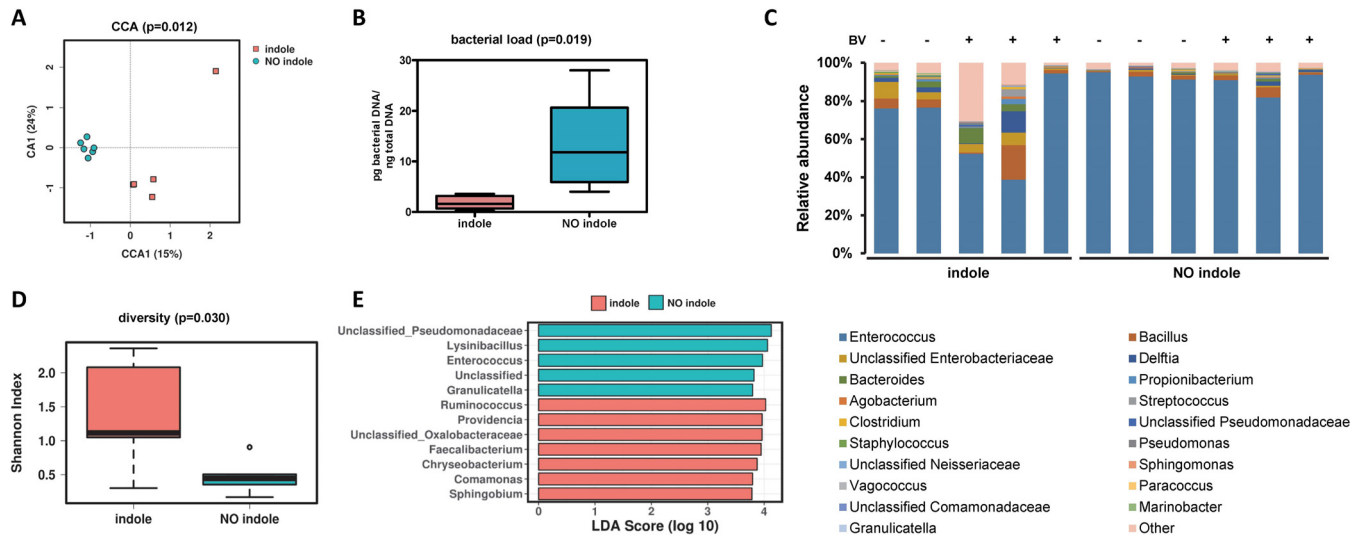 A
CCA (p=0.012)
indole
NO indole
2
1
0
-1
CA1 (24%)
-1
0
1
2
CCA1 (15%)
B
bacterial load (p=0.019)
30
20
10
0
pg bacterial DNA/
ng total DNA
indole
NO indole
C
BV - - + + + - - - + + +
100%
80%
60%
40%
20%
0%
Relative abundance
indole
NO indole
D
diversity (p=0.030)
2.0
1.5
1.0
0.5
Shannon Index
indole
NO indole
E
indole
NO indole
Unclassified_Pseudomonadaceae
Lysinibacillus
Enterococcus
Unclassified
Granulicatella
Ruminococcus
Providencia
Unclassified_Oxalobacteraceae
Faecalibacterium
Chryseobacterium
Comamonas
Sphingobium
0
1
2
3
4
LDA Score (log 10)
Enterococcus
Bacillus
Unclassified Enterobacteriaceae
Delftia
Bacteroides
Propionibacterium
Agobacterium
Streptococcus
Clostridium
Unclassified Pseudomonadaceae
Staphylococcus
Pseudomonas
Unclassified Neisseriaceae
Sphingomonas
Vagococcus
Paracoccus
Unclassified Comamonadaceae
Marinobacter
Granulicatella
Other